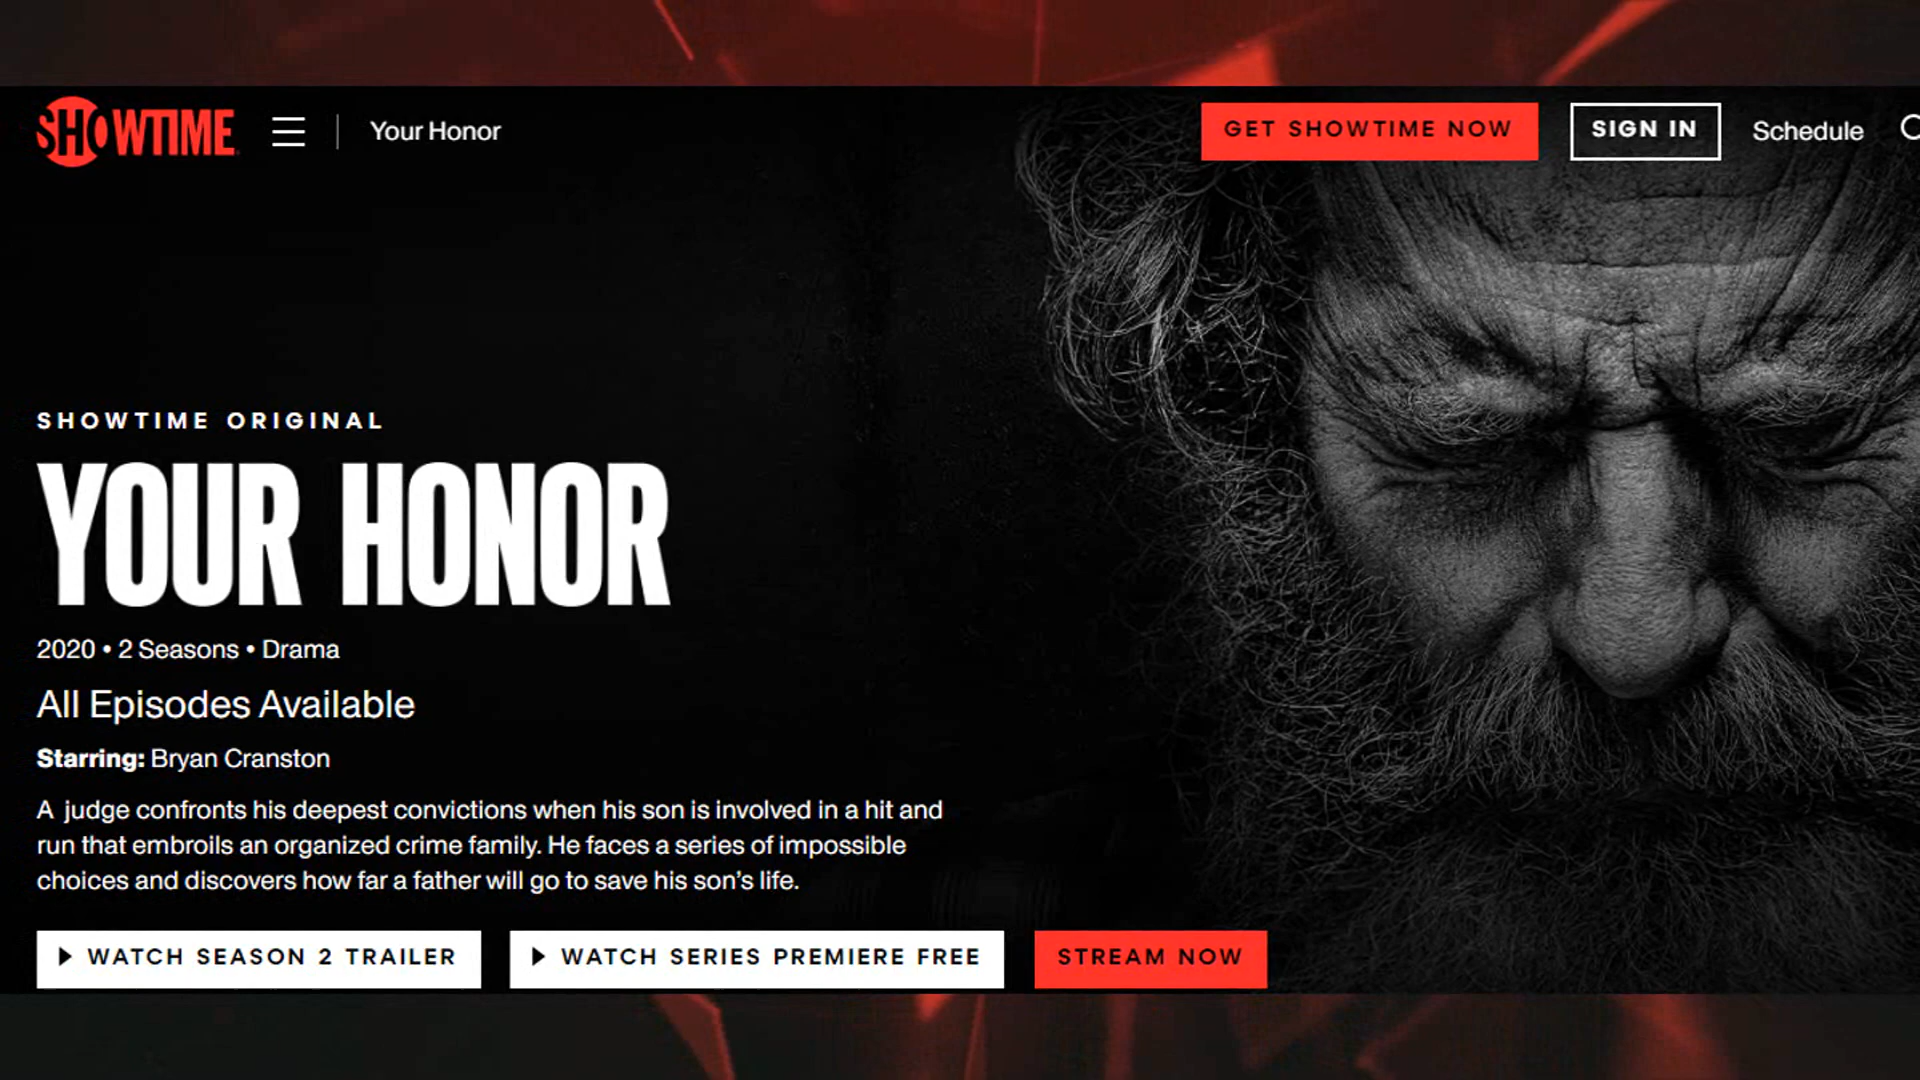 SHOWTIME
Your Honor
GET SHOWTIME NOW
SIGN IN
Schedule
SHOWTIME ORIGINAL
YOUR HONOR
2020 • 2 Seasons • Drama
All Episodes Available
Starring: Bryan Cranston
A judge confronts his deepest convictions when his son is involved in a hit and
run that embroils an organized crime family. He faces a series of impossible
choices and discovers how far a father will go to save his son’s life.
WATCH SEASON 2 TRAILER
WATCH SERIES PREMIERE FREE
STREAM NOW